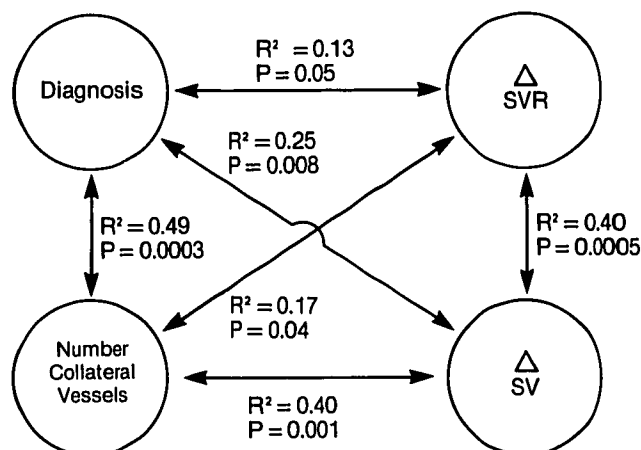 R² = 0.13
P = 0.05
Diagnosis
△
SVR
R² = 0.25
P = 0.008
R² = 0.49
P = 0.0003
R² = 0.40
P = 0.0005
R² = 0.17
P = 0.04
Number
Collateral
Vessels
△
SV
R² = 0.40
P = 0.001